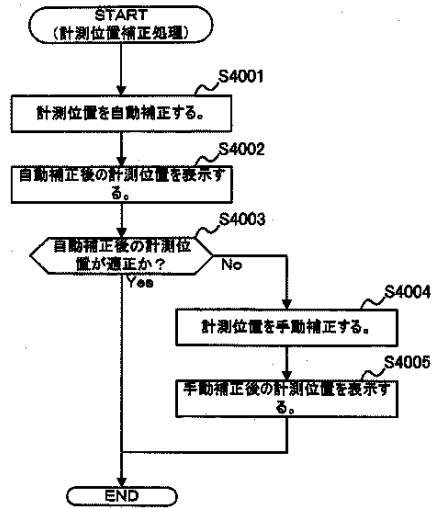 START
(計測位置補正処理)
S4001
計測位置を自動補正する。
S4002
自動補正後の計測位置を表示す
る。
S4003
自動補正後の計測位
置が適正か?
No
Yes
S4004
計測位置を手動補正する。
S4005
手動補正後の計測位置を表示す
る。
END